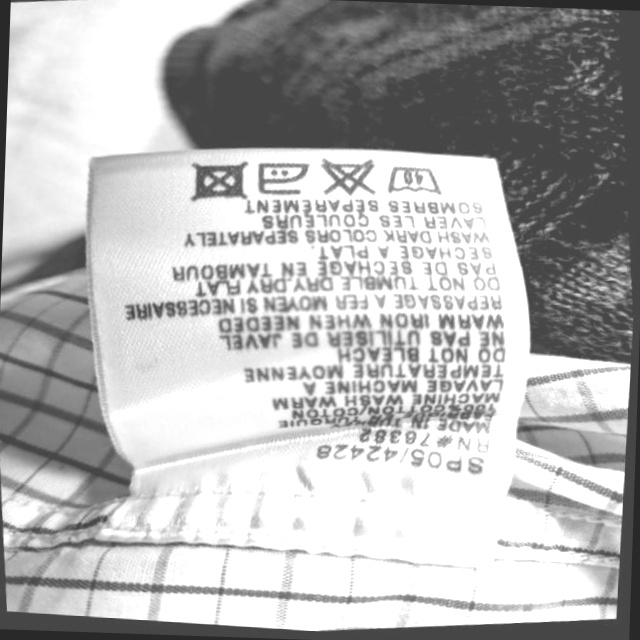 SP05/42428
RN# 76382
MADE IN TURQUIE
100% COTTON/COTON
MACHINE WASH WARM
LAVAGE MACHINE A
TEMPERATURE MOYENNE
DO NOT BLEACH
NE PAS UTILISER DE JAVEL
WARM IRON WHEN NEEDED
REPASSAGE A FER MOYEN SI NECESSAIRE
DO NOT TUMBLE DRY DRY FLAT
PAS DE SECHAGE EN TAMBOUR
SECHAGE A PLAT
WASH DARK COLORS SEPARATELY
LAVER LES COULEURS
SOMBRES SEPAREMENT
40